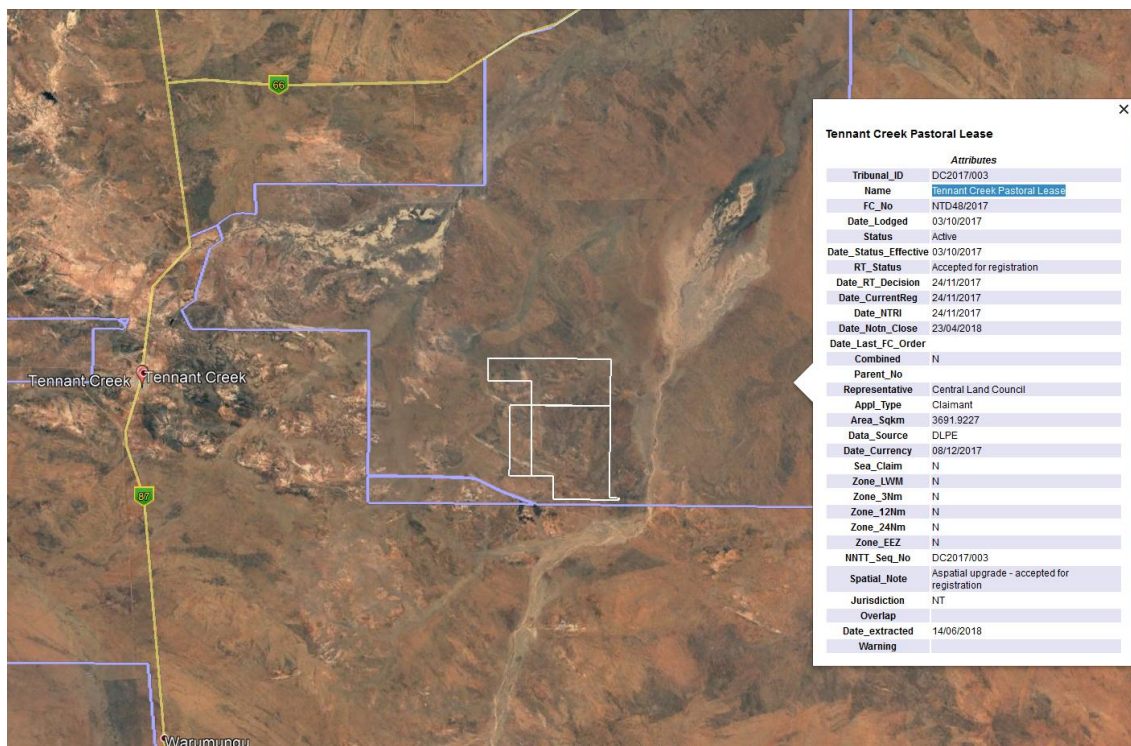 66
Tennant Creek Tennant Creek
87
Warumungu
Tennant Creek Pastoral Lease
Attributes
Tribunal_ID DC2017/003
Name Tennant Creek Pastoral Lease
FC_No NTD48/2017
Date_Lodged 03/10/2017
Status Active
Date_Status_Effective 03/10/2017
RT_Status Accepted for registration
Date_RT_Decision 24/11/2017
Date_CurrentReg 24/11/2017
Date_NTRI 24/11/2017
Date_Notn_Close 23/04/2018
Date_Last_FC_Order
Combined N
Parent_No
Representative Central Land Council
Appl_Type Claimant
Area_Sqkm 3691.9227
Data_Source DLPE
Date_Currency 08/12/2017
Sea_Claim N
Zone_LWM N
Zone_3Nm N
Zone_12Nm N
Zone_24Nm N
Zone_EEZ N
NNTT_Seq_No DC2017/003
Spatial_Note Aspatial upgrade - accepted for
registration
Jurisdiction NT
Overlap
Date_extracted 14/06/2018
Warning